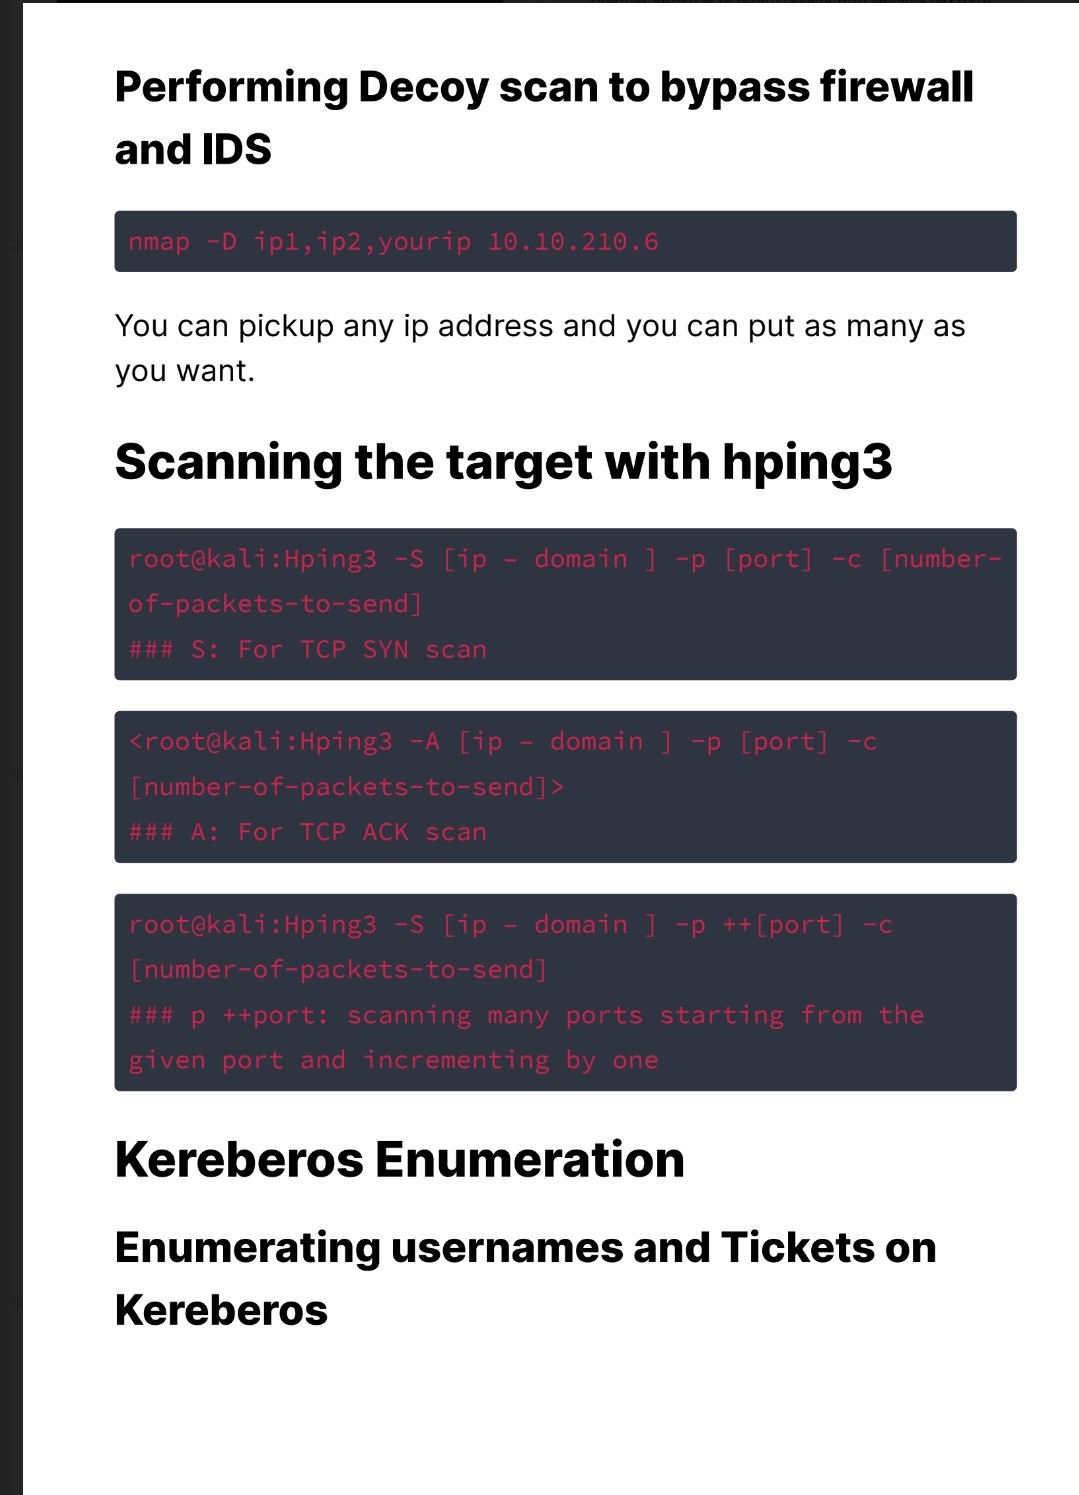 Performing Decoy scan to bypass firewall
and IDS
nmap -D ip1,ip2,yourip 10.10.210.6
You can pickup any ip address and you can put as many as
you want.
Scanning the target with hping3
root@kali:Hping3 -S [ip – domain ] -p [port] -c [number-
of-packets-to-send]
### S: For TCP SYN scan
<root@kali:Hping3 -A [ip – domain ] -p [port] -c
[number-of-packets-to-send]>
### A: For TCP ACK scan
root@kali:Hping3 -S [ip – domain ] -p ++[port] -c
[number-of-packets-to-send]
### p ++port: scanning many ports starting from the
given port and incrementing by one
Kereberos Enumeration
Enumerating usernames and Tickets on
Kereberos